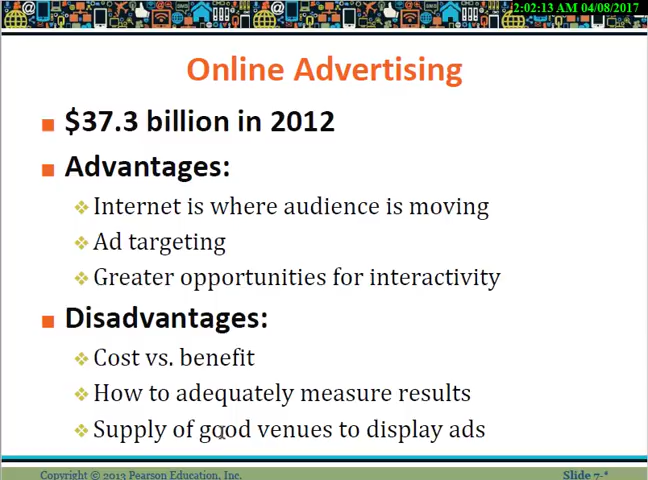 2:02:13 AM 04/08/2017
Online Advertising
$37.3 billion in 2012
Advantages:
Internet is where audience is moving
Ad targeting
Greater opportunities for interactivity
Disadvantages:
Cost vs. benefit
How to adequately measure results
Supply of good venues to display ads
Copyright © 2013 Pearson Education, Inc.
Slide 7-*